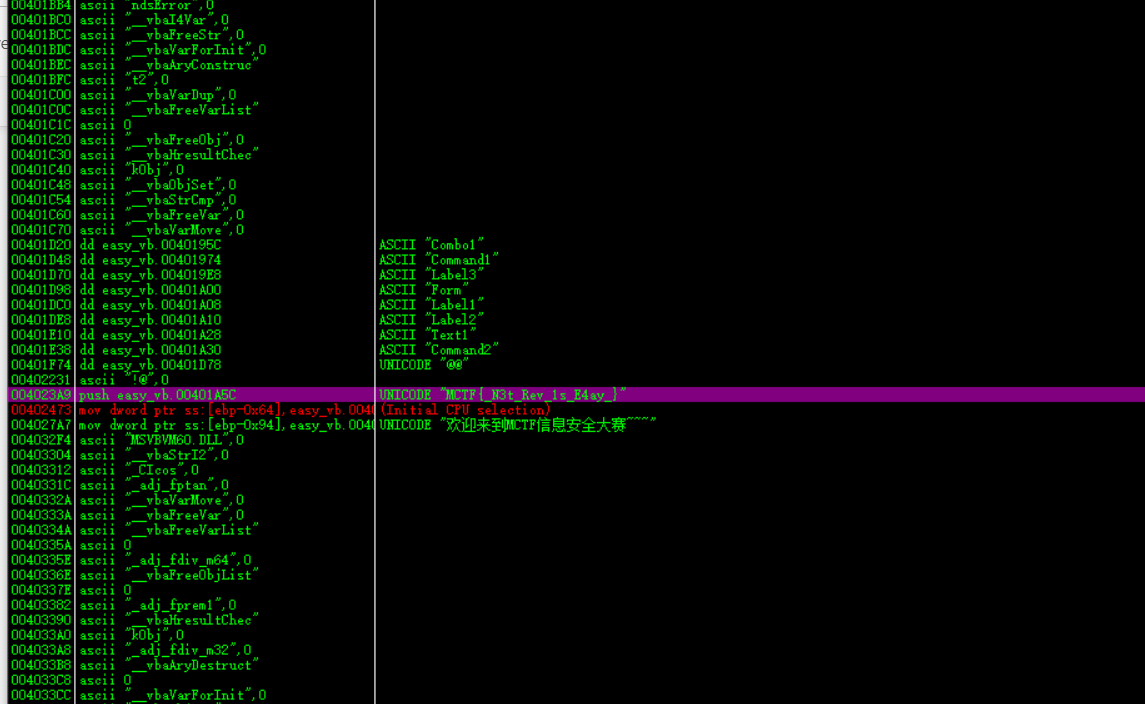 00401BB4 ascii "ndsError",0
00401BC0 ascii "__vbaI4Var",0
00401BCC ascii "__vbaFreeStr",0
00401BDC ascii "__vbaVarForInit",0
00401BEC ascii "__vbaAryConstruc"
00401BFC ascii "t2",0
00401C00 ascii "__vbaVarDup",0
00401C0C ascii "__vbaFreeVarList"
00401C1C ascii 0
00401C20 ascii "__vbaFreeObj",0
00401C30 ascii "__vbaHresultChec"
00401C40 ascii "kObj",0
00401C48 ascii "__vbaObjSet",0
00401C54 ascii "__vbaStrCmp",0
00401C60 ascii "__vbaFreeVar",0
00401C70 ascii "__vbaVarMove",0
00401D20 dd easy_vb.0040195C ASCII "Combo1"
00401D48 dd easy_vb.00401974 ASCII "Command1"
00401D70 dd easy_vb.004019E8 ASCII "Label3"
00401D98 dd easy_vb.00401A00 ASCII "Form"
00401DC0 dd easy_vb.00401A08 ASCII "Label1"
00401DE8 dd easy_vb.00401A10 ASCII "Label2"
00401E10 dd easy_vb.00401A28 ASCII "Text1"
00401E38 dd easy_vb.00401A30 ASCII "Command2"
00401F74 dd easy_vb.00401D78 UNICODE "@@"
00402231 ascii "!@",0
004023A9 push easy_vb.00401A5C UNICODE "MCTF{_N3t_Rev_1s_E4ay_}"
00402473 mov dword ptr ss:[ebp-0x64],easy_vb.0040 (Initial CPU selection)
004027A7 mov dword ptr ss:[ebp-0x94],easy_vb.0040 UNICODE "欢迎来到MCTF信息安全大赛~~~~"
004032F4 ascii "MSVBVM60.DLL",0
00403304 ascii "__vbaStrI2",0
00403312 ascii "_CIcos",0
0040331C ascii "_adj_fptan",0
0040332A ascii "__vbaVarMove",0
0040333A ascii "__vbaFreeVar",0
0040334A ascii "__vbaFreeVarList"
0040335A ascii 0
0040335E ascii "_adj_fdiv_m64",0
0040336E ascii "__vbaFreeObjList"
0040337E ascii 0
00403382 ascii "_adj_fprem1",0
00403390 ascii "__vbaHresultChec"
004033A0 ascii "kObj",0
004033A8 ascii "_adj_fdiv_m32",0
004033B8 ascii "__vbaAryDestruct"
004033C8 ascii 0
004033CC ascii "__vbaVarForInit",0